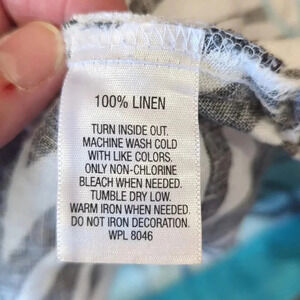 100% LINEN
TURN INSIDE OUT.
MACHINE WASH COLD
WITH LIKE COLORS.
ONLY NON-CHLORINE
BLEACH WHEN NEEDED.
TUMBLE DRY LOW.
WARM IRON WHEN NEEDED.
DO NOT IRON DECORATION.
WPL 8046